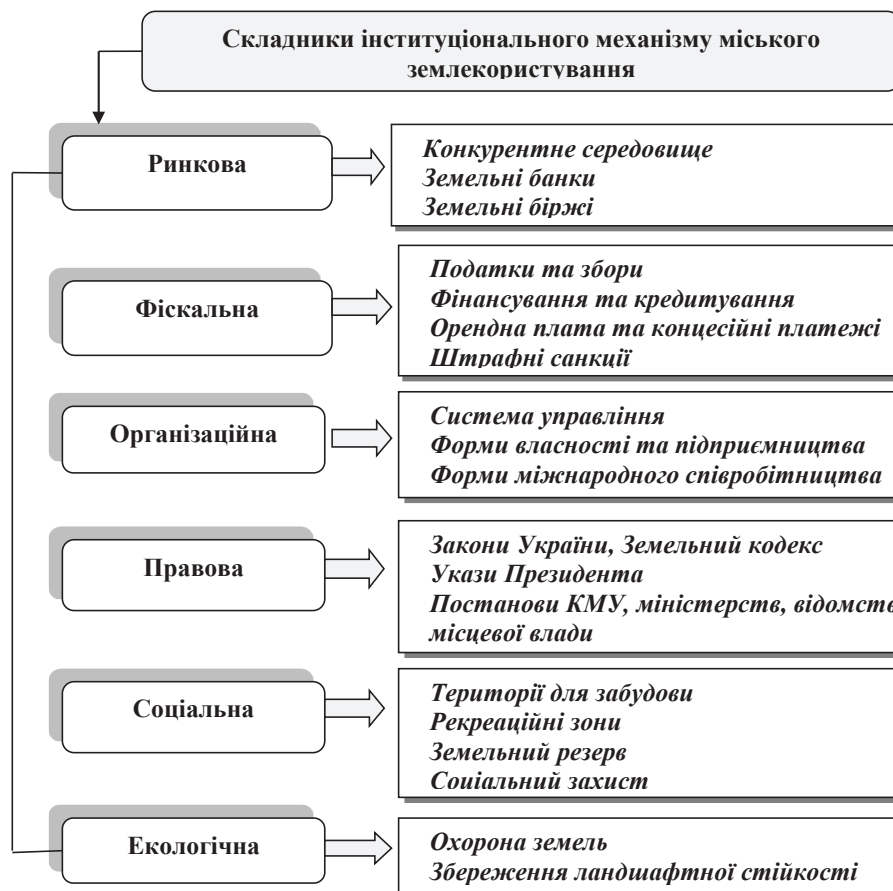 Складники інституціонального механізму міського
землекористування
Ринкова
Конкурентне середовище
Земельні банки
Земельні біржі
Фіскальна
Податки та збори
Фінансування та кредитування
Орендна плата та концесійні платежі
Штрафні санкції
Організаційна
Система управління
Форми власності та підприємництва
Форми міжнародного співробітництва
Правова
Закони України, Земельний кодекс
Укази Президента
Постанови КМУ, міністерств, відомств
місцевої влади
Соціальна
Території для забудови
Рекреаційні зони
Земельний резерв
Соціальний захист
Екологічна
Охорона земель
Збереження ландшафтної стійкості